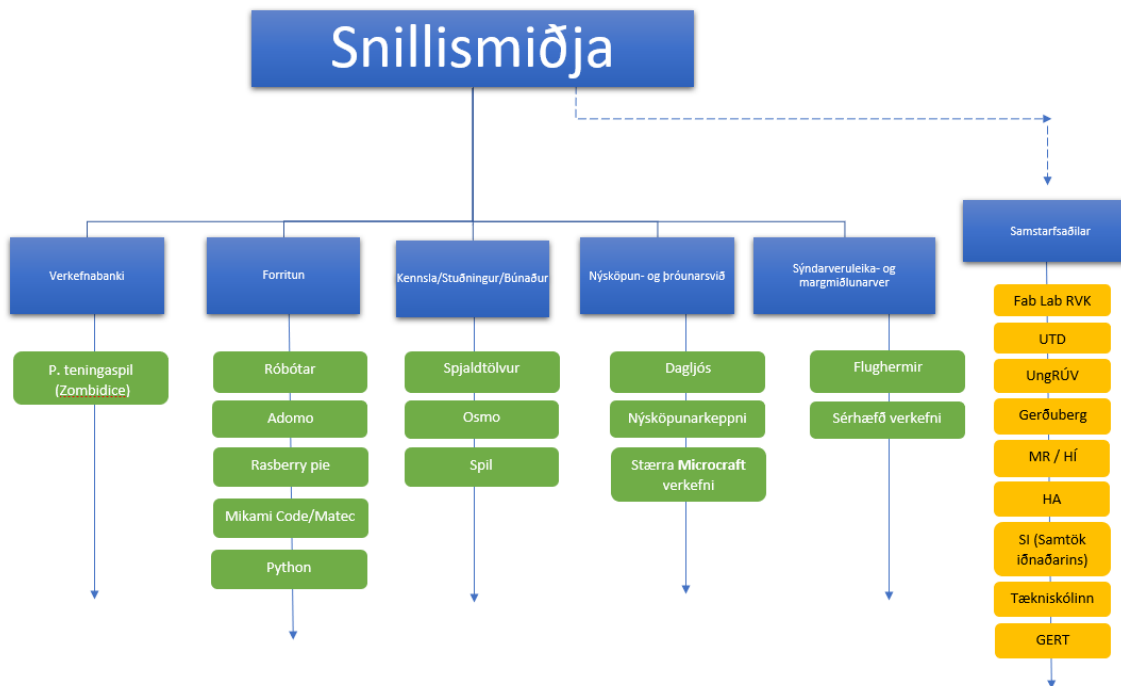 Snillismiðja
Verkefnabanki
Forritun
Kennsla/Stuðningur/Búnaður
Nýsköpun- og þróunarsvið
Sýndarveruleika- og
margmiðlunarver
Samstarfsaðilar
P. teningaspil
(Zombidice)
Róbótar
Adomo
Rasberry pie
Mikami Code/Matec
Python
Spjaldtölvur
Osmo
Spil
Dagljós
Nýsköpunarkeppni
Stærra Microcraft
verkefni
Flughermir
Sérhæfð verkefni
Fab Lab RVK
UTD
UngRÚV
Gerðuberg
MR / HÍ
HA
SI (Samtök
iðnaðarins)
Tækniskólinn
GERT